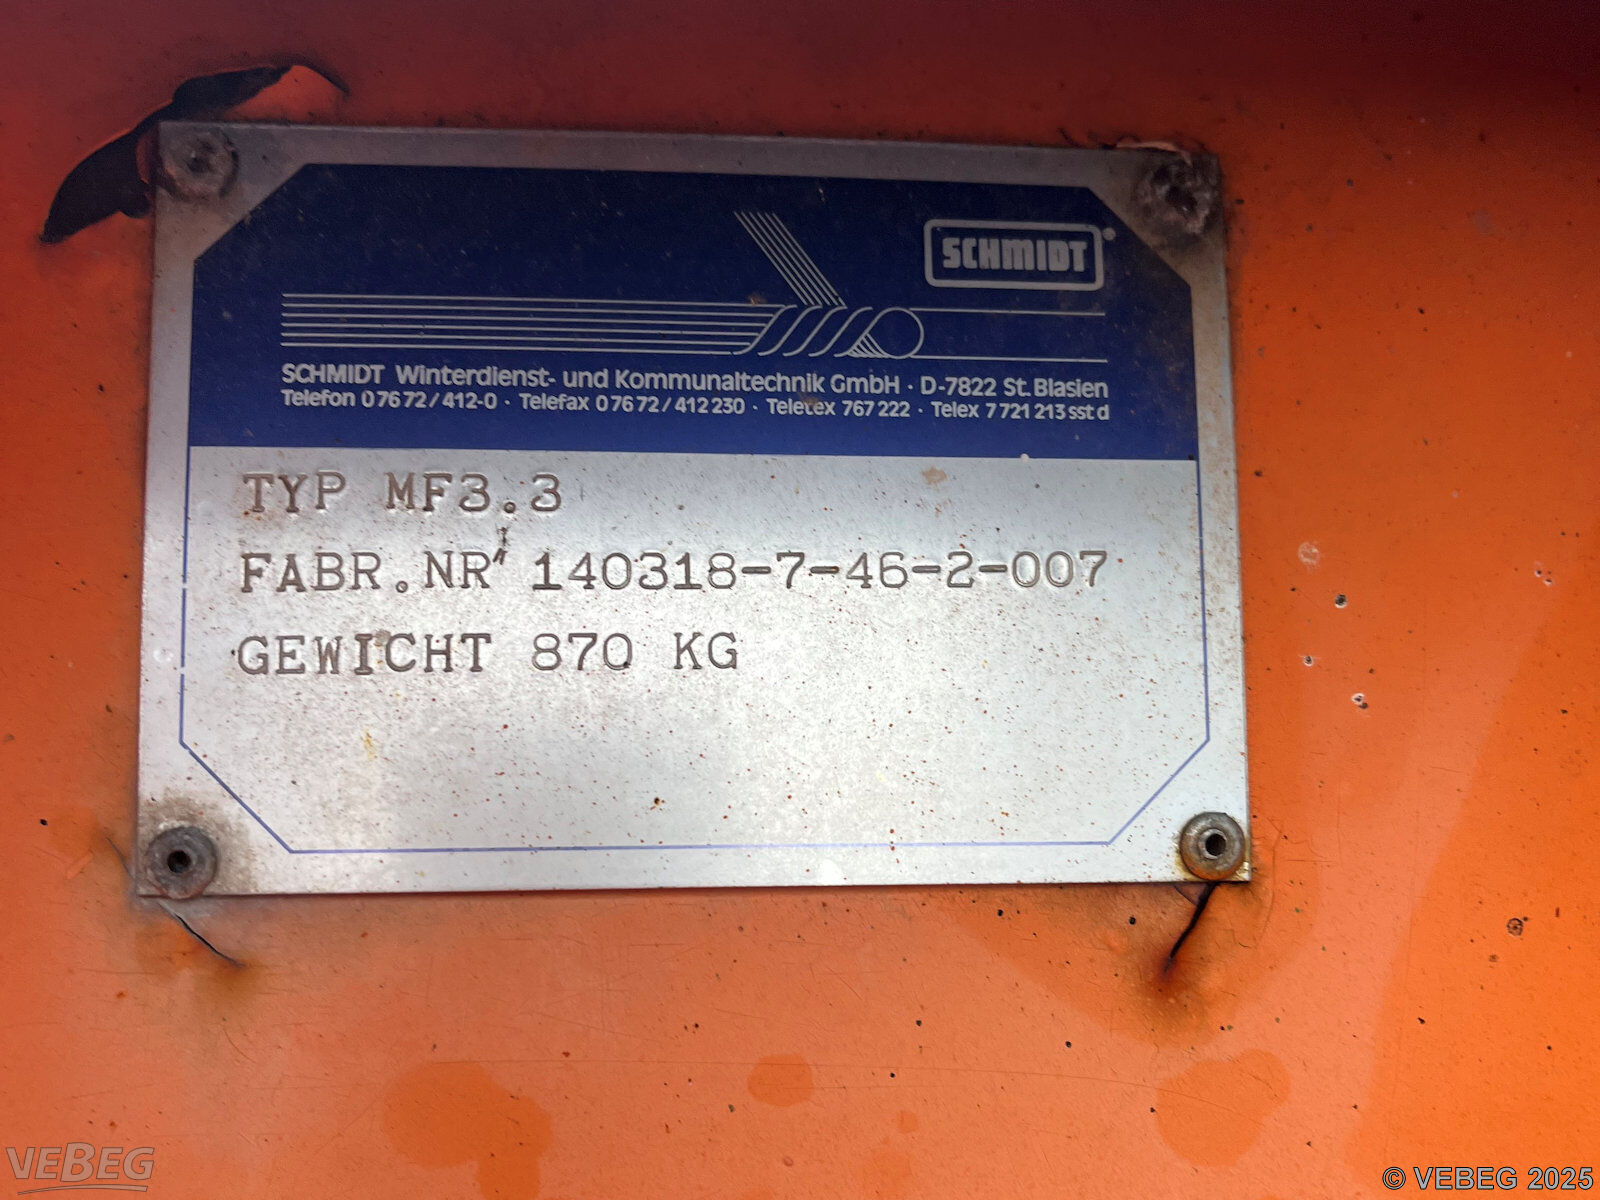 SCHMIDT
SCHMIDT Winterdienst- und Kommunaltechnik GmbH · D-7822 St. Blasien
Telefon 07672/412-0 · Telefax 07672/412230 · Teletex 767222 · Telex 7721213 sst d
TYP MF3.3
FABR.NR 140318-7-46-2-007
GEWICHT 870 KG
VEBEG
© VEBEG 2025